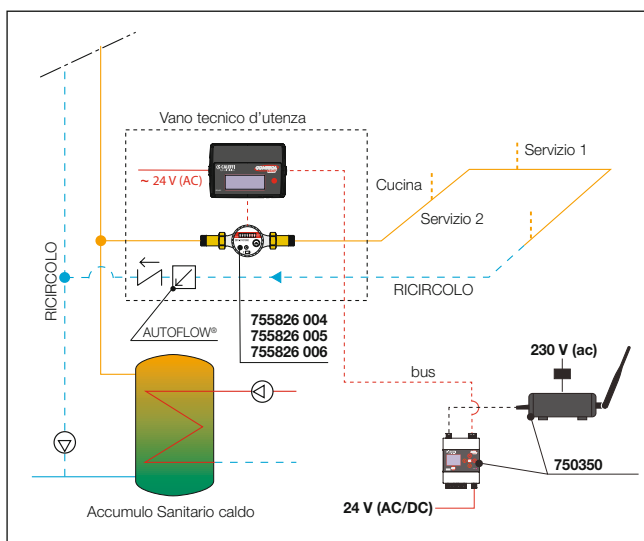 Vano tecnico d'utenza
~ 24 V (AC)
CALEFFI
Servizio 1
Cucina
Servizio 2
RICIRCOLO
RICIRCOLO
AUTOFLOW®
755826 004
755826 005
755826 006
bus
230 V (ac)
750350
24 V (AC/DC)
Accumulo Sanitario caldo